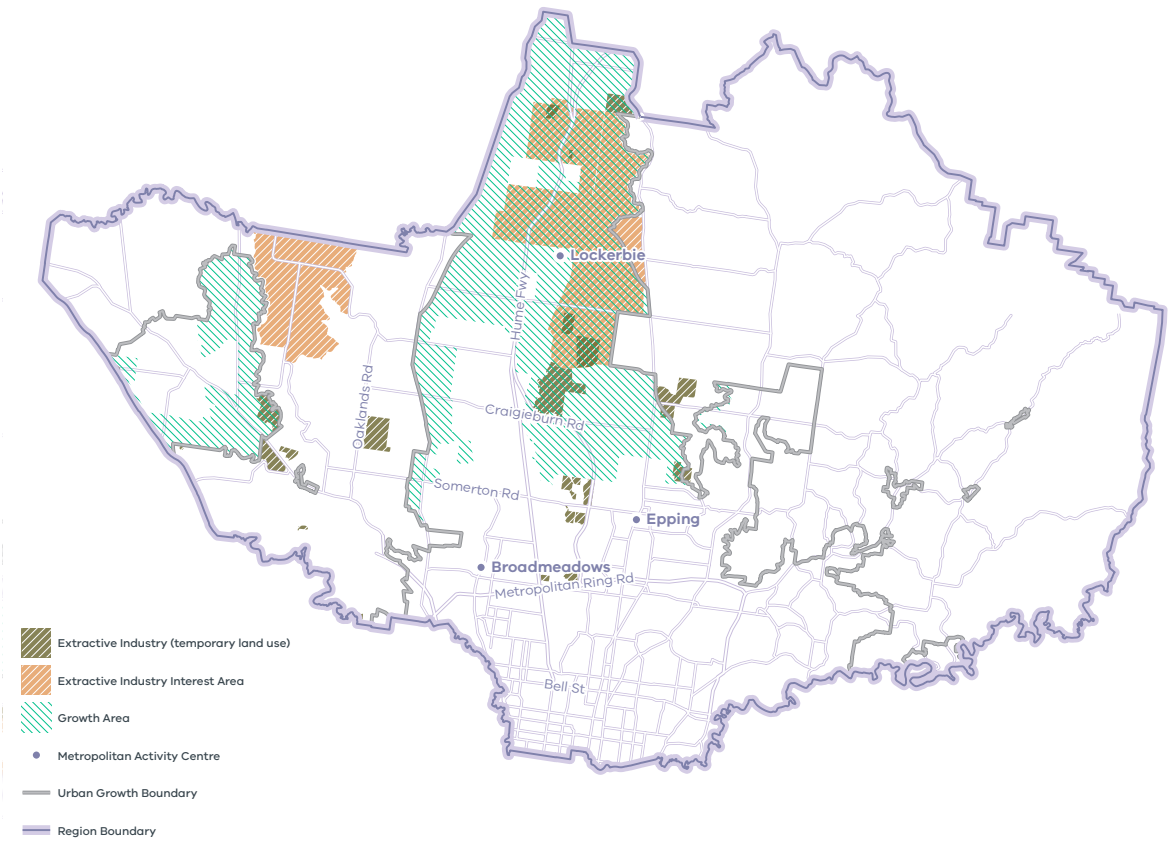 Lockerbie
Hume Fwy
Oaklands Rd
Craigieburn Rd
Somerton Rd
Epping
Broadmeadows
Metropolitan Ring Rd
Bell St
Extractive Industry (temporary land use)
Extractive Industry Interest Area
Growth Area
Metropolitan Activity Centre
Urban Growth Boundary
Region Boundary